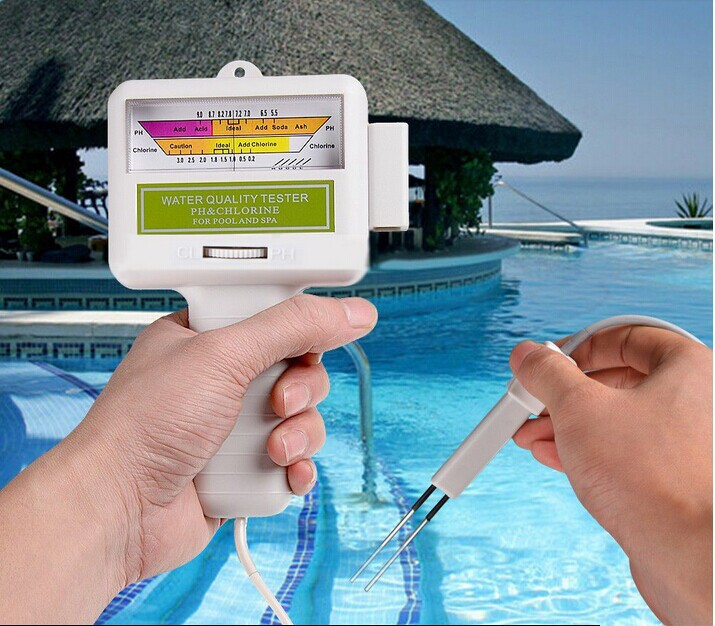 9.0 8.7 8.2 7.8 7.2 7.0 6.5 5.5
PH Add Acid Ideal Add Soda Ash PH
Chlorine Caution Ideal Add Chlorine Chlorine
3.0 2.5 2.0 1.8 1.5 1.0 0.5 0.2
WATER QUALITY TESTER
PH&CHLORINE
FOR POOL AND SPA
CL PH